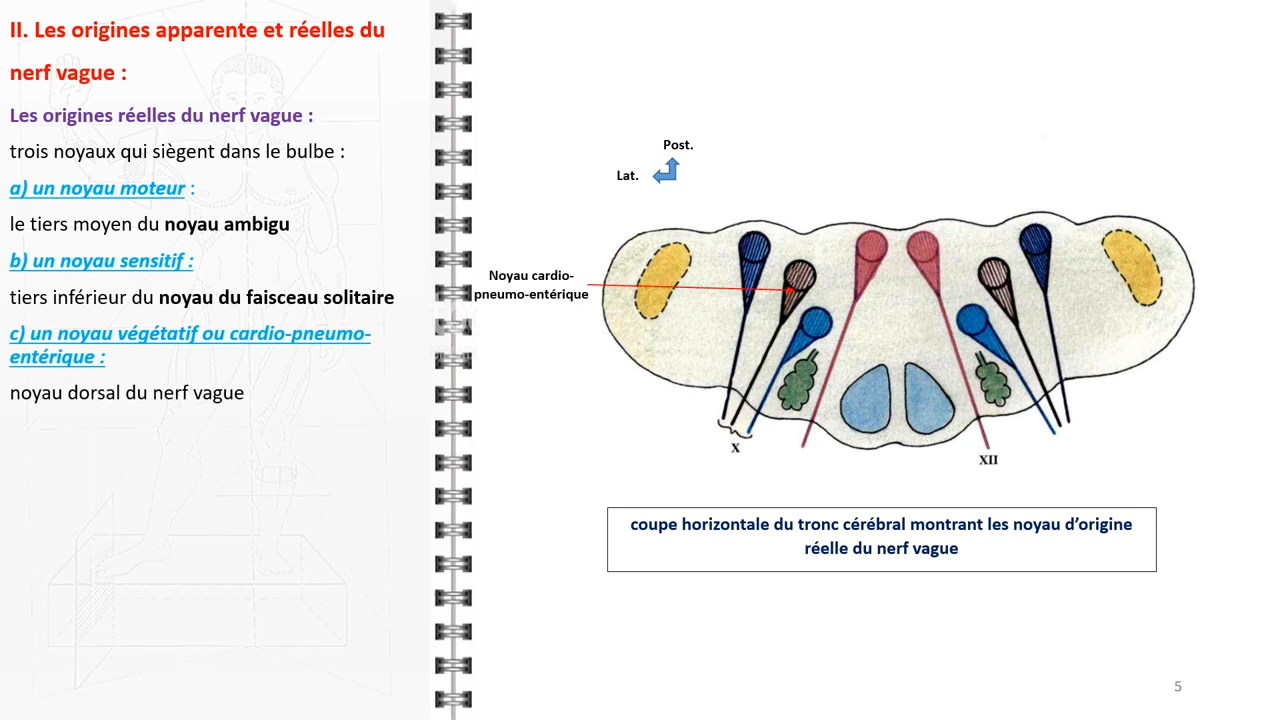 II. Les origines apparente et réelles du
nerf vague :
Les origines réelles du nerf vague :
trois noyaux qui siègent dans le bulbe :
a) un noyau moteur :
le tiers moyen du noyau ambigu
b) un noyau sensitif :
tiers inférieur du noyau du faisceau solitaire
c) un noyau végétatif ou cardio-pneumo-
entérique :
noyau dorsal du nerf vague
Post.
Lat.
Noyau cardio-
pneumo-entérique
X
XII
coupe horizontale du tronc cérébral montrant les noyau d’origine
réelle du nerf vague
5